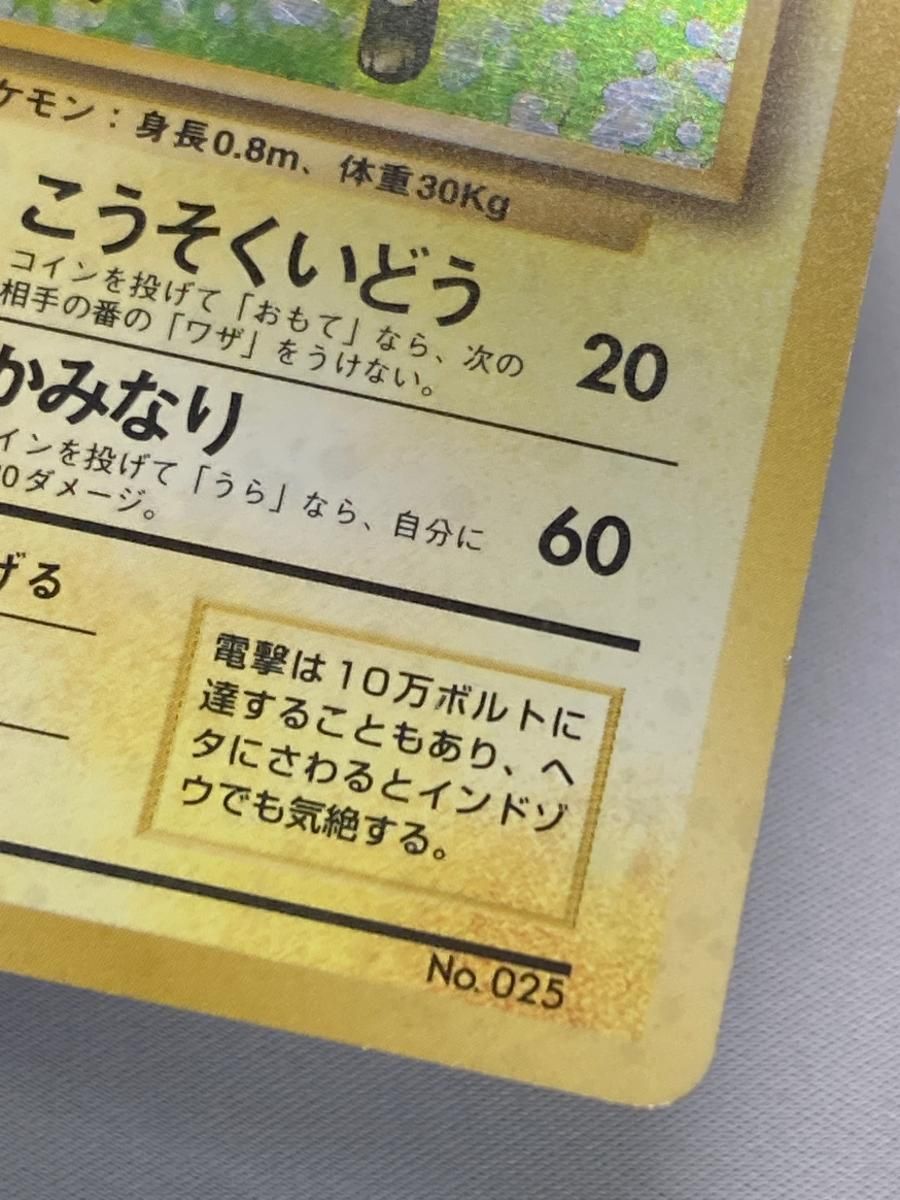 ケモン：身長0.8m、体重30Kg
こうそくいどう
コインを投げて「おもて」なら、次の
相手の番の「ワザ」をうけない。
20
かみなり
インを投げて「うら」なら、自分に
0ダメージ。
60
げる
電撃は10万ボルトに
達することもあり、ヘ
タにさわるとインドゾ
ウでも気絶する。
No.025